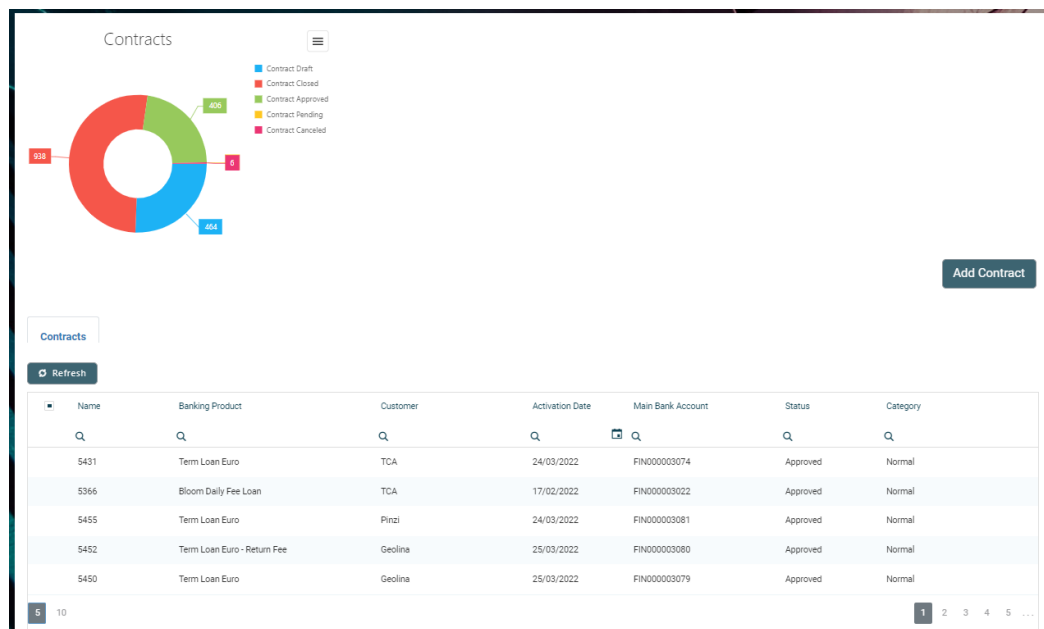 Contracts
Contract Draft
Contract Closed
Contract Approved
Contract Pending
Contract Canceled
406
938
6
464
Add Contract
Contracts
Refresh
Name Banking Product Customer Activation Date Main Bank Account Status Category
5431 Term Loan Euro TCA 24/03/2022 FIN000003074 Approved Normal
5366 Bloom Daily Fee Loan TCA 17/02/2022 FIN000003022 Approved Normal
5455 Term Loan Euro Pinzi 24/03/2022 FIN000003081 Approved Normal
5452 Term Loan Euro - Return Fee Geolina 25/03/2022 FIN000003080 Approved Normal
5450 Term Loan Euro Geolina 25/03/2022 FIN000003079 Approved Normal
5 10 1 2 3 4 5 ...